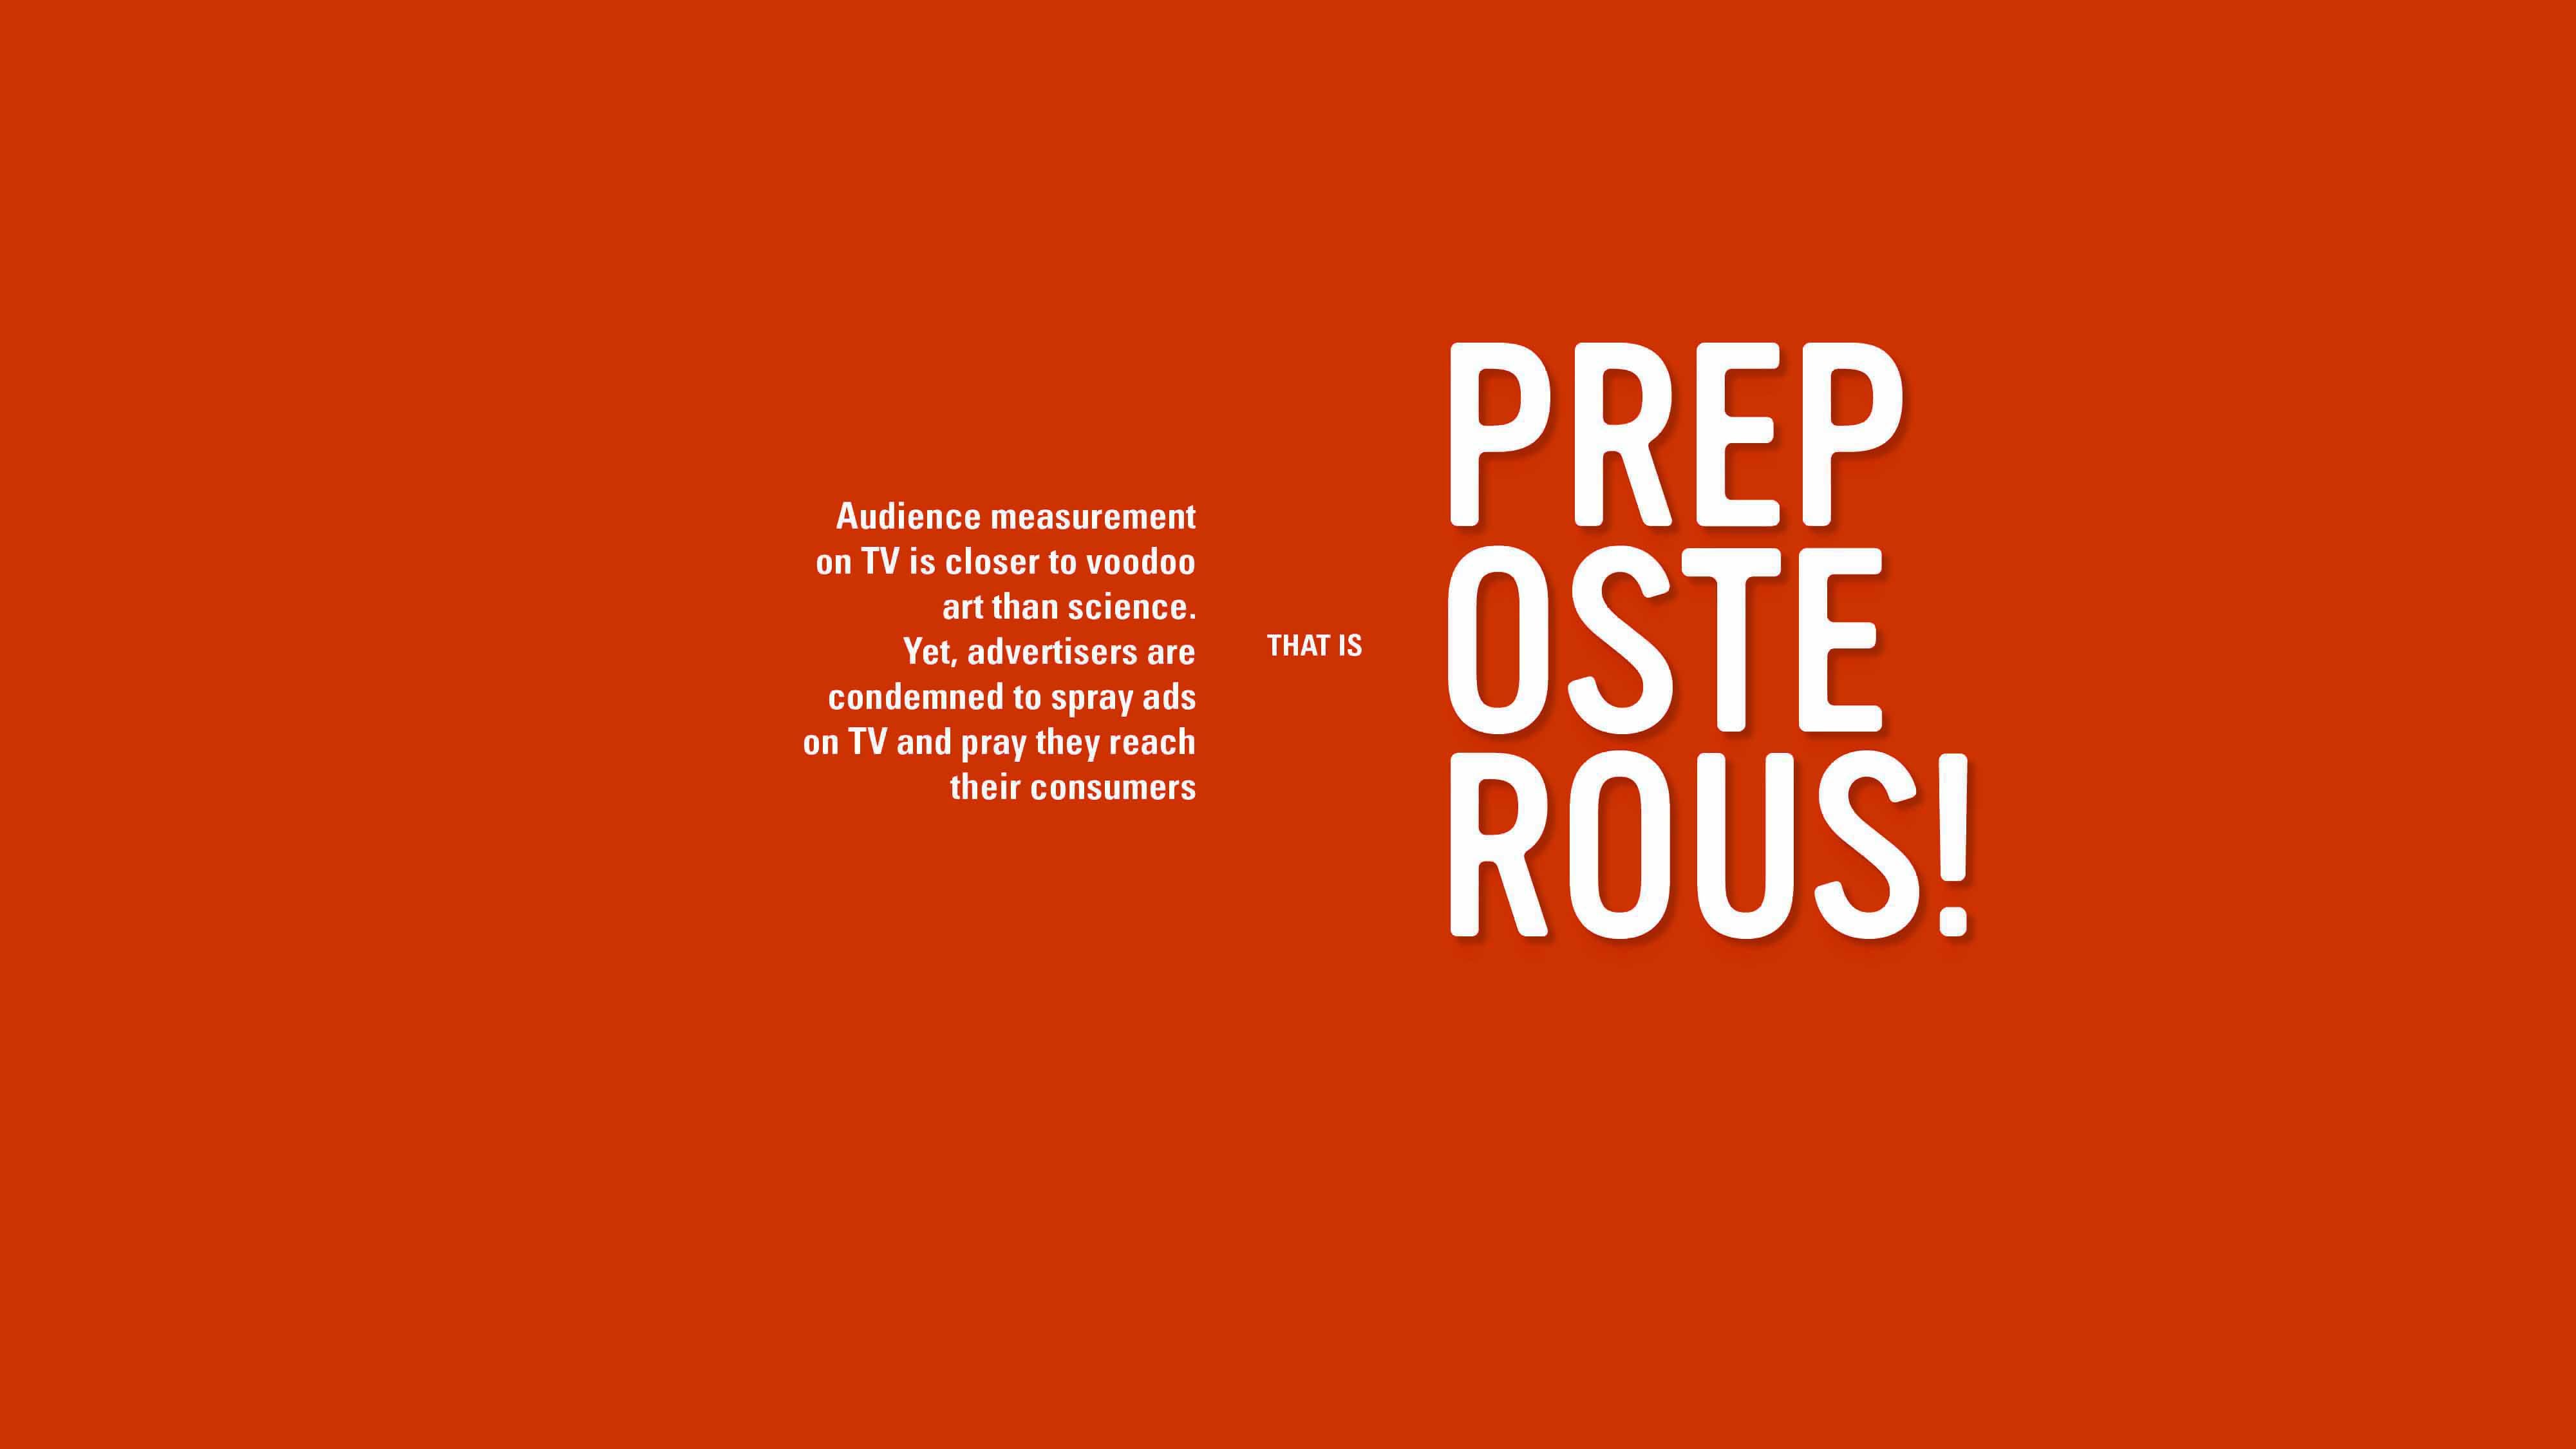 Audience measurement
on TV is closer to voodoo
art than science.
Yet, advertisers are
condemned to spray ads
on TV and pray they reach
their consumers
THAT IS
PREP
OSTE
ROUS!